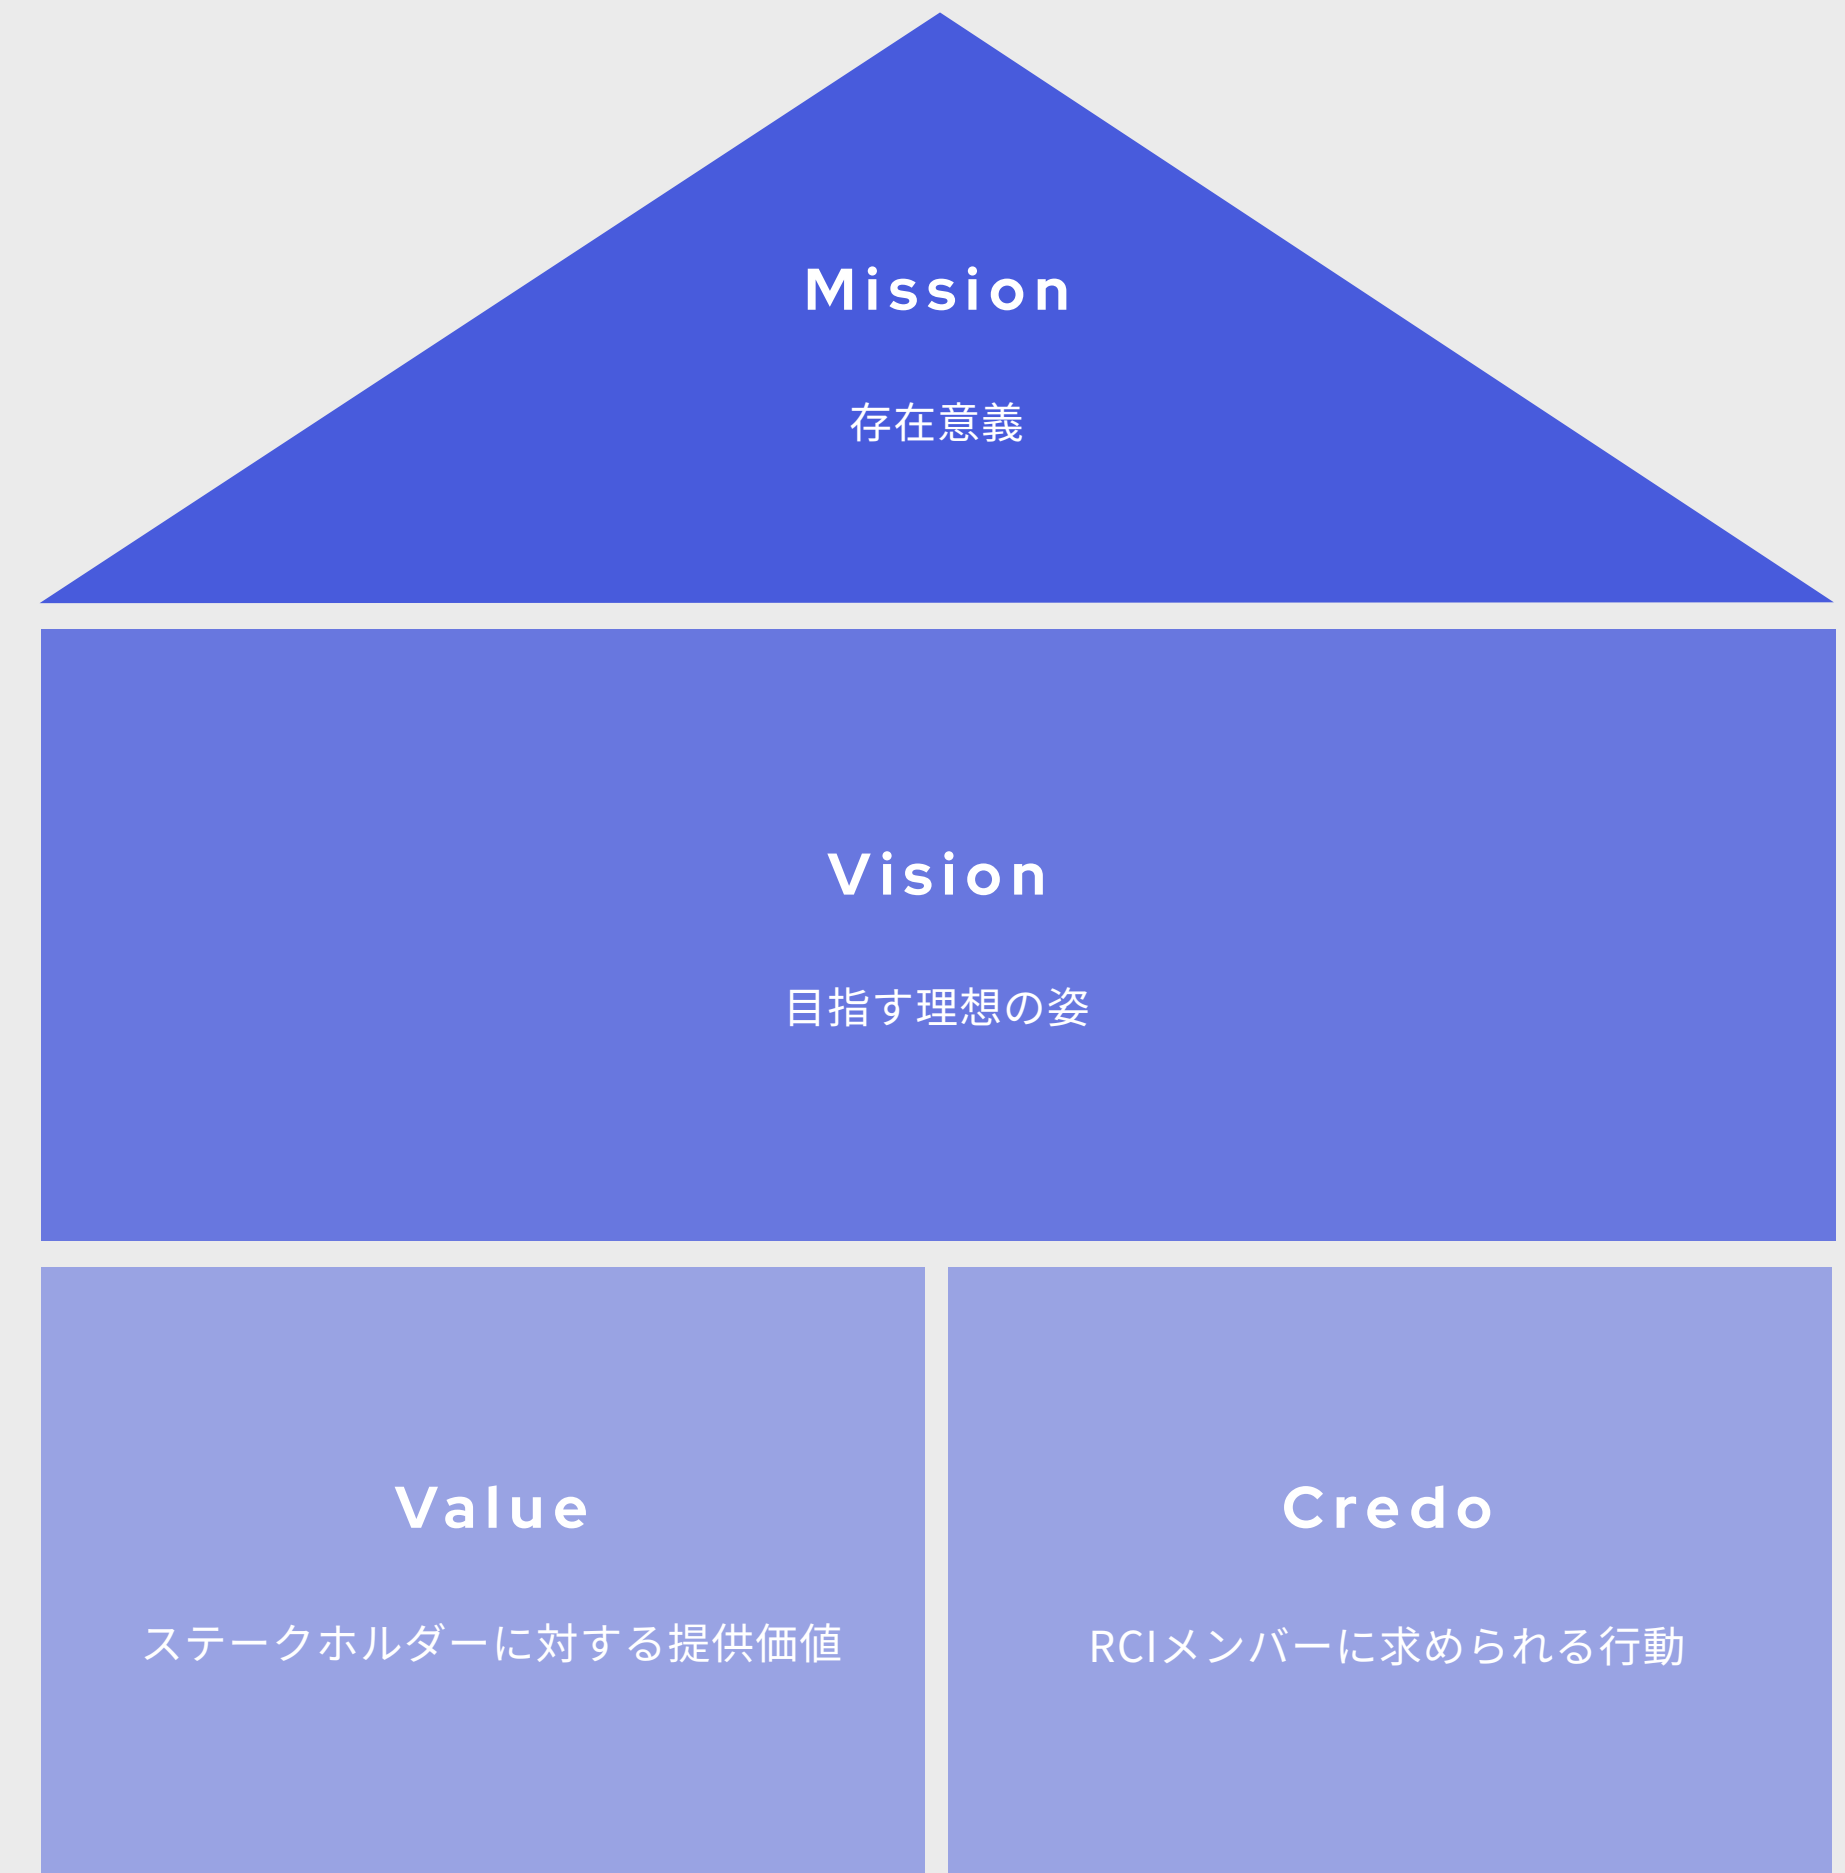 Mission
存在意義
Vision
目指す理想の姿
Value
ステークホルダーに対する提供価値
Credo
RCIメンバーに求められる行動